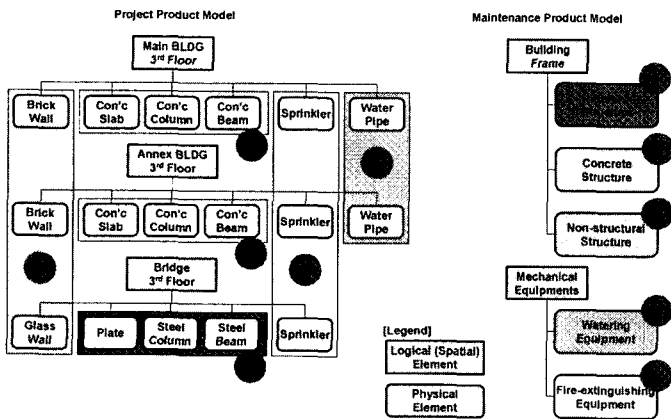 Project Product Model
Maintenance Product Model
Main BLDG
3rd Floor
Brick
Wall
Con'c
Slab
Con'c
Column
Con'c
Beam
Sprinkler
Water
Pipe
Annex BLDG
3rd Floor
Brick
Wall
Con'c
Slab
Con'c
Column
Con'c
Beam
Sprinkler
Water
Pipe
Bridge
3rd Floor
Glass
Wall
Plate
Steel
Column
Steel
Beam
Sprinkler
[Legend]
Logical (Spatial)
Element
Physical
Element
Building
Frame
Concrete
Structure
Non-structural
Structure
Mechanical
Equipments
Watering
Equipment
Fire-extinguishing
Equipment